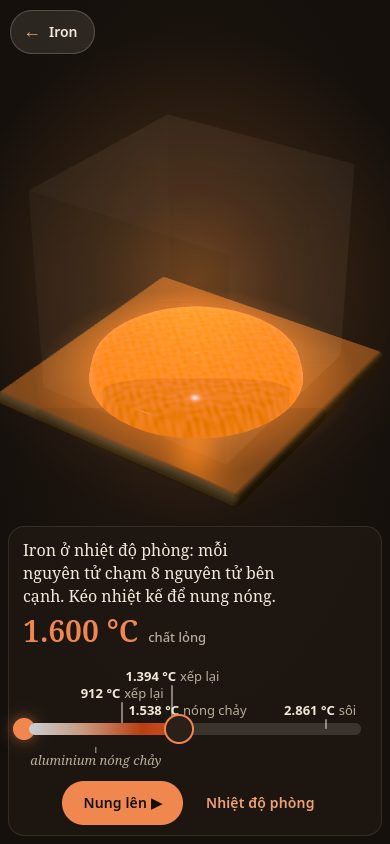 ← Iron
Iron ở nhiệt độ phòng: mỗi
nguyên tử chạm 8 nguyên tử bên
cạnh. Kéo nhiệt kế để nung nóng.
1.600 °C chất lỏng
1.394 °C xếp lại
912 °C xếp lại
1.538 °C nóng chảy 2.861 °C sôi
aluminium nóng chảy
Nung lên ▶ Nhiệt độ phòng